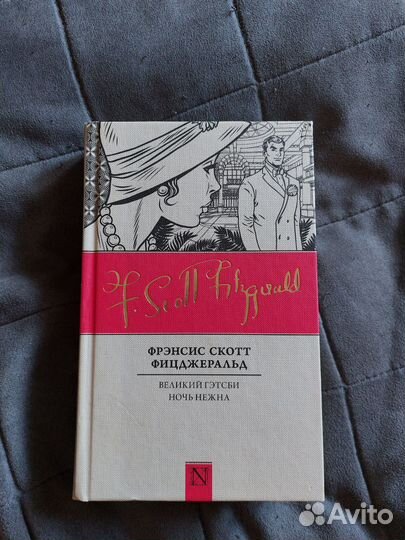 F. Scott Fitzgerald
ФРЭНСИС СКОТТ
ФИЦДЖЕРАЛЬД
ВЕЛИКИЙ ГЭТСБИ
НОЧЬ НЕЖНА
N
Avito